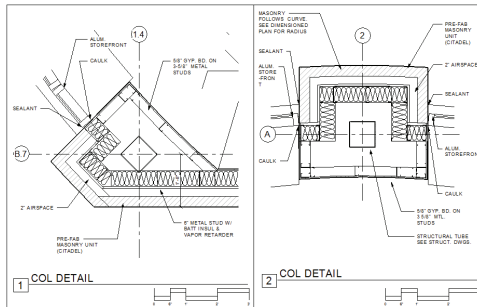 1.4
ALUM.
STOREFRONT
CAULK
5/8" GYP. BD. ON
3-5/8" METAL
STUDS
SEALANT
B.7
2" AIRSPACE
6" METAL STUD W/
BATT INSUL &
VAPOR RETARDER
PRE-FAB
MASONRY UNIT
(CITADEL)
1 COL DETAIL
MASONRY
FOLLOWS CURVE.
SEE DIMENSIONED
PLAN FOR RADIUS
2
PRE-FAB
MASONRY
UNIT
(CITADEL)
SEALANT
2" AIRSPACE
ALUM.
STORE
-FRON
T
SEALANT
A
ALUM.
STOREFRON
CAULK
CAULK
5/8" GYP. BD. ON
3-5/8" MTL.
STUDS
STRUCTURAL TUBE
SEE STRUCT. DWGS.
2 COL DETAIL